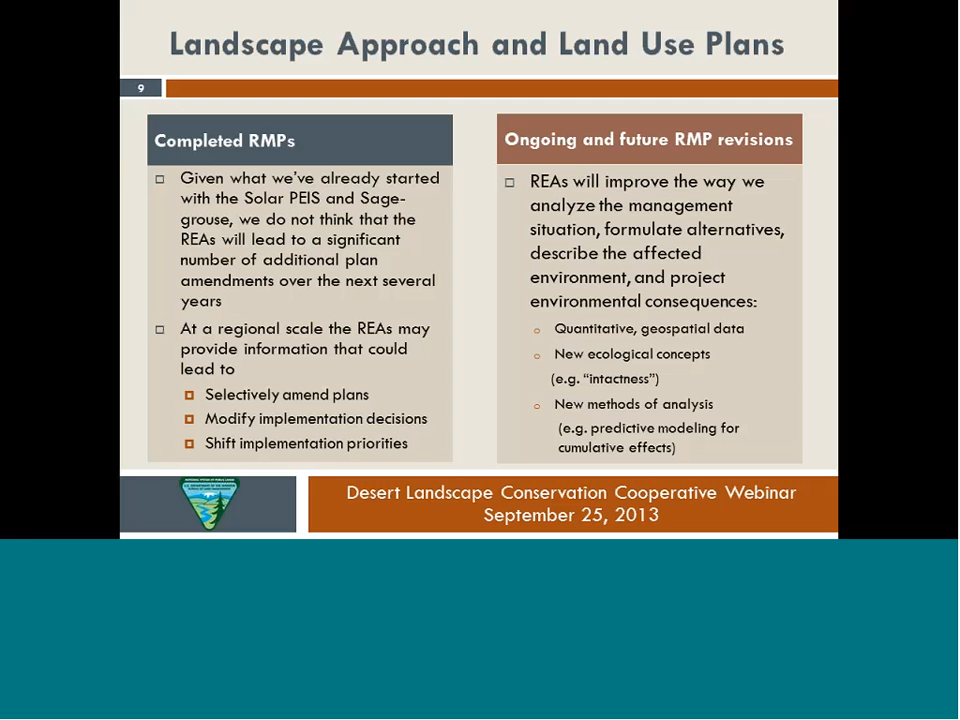 Landscape Approach and Land Use Plans
9
Completed RMPs
Given what we've already started
with the Solar PEIS and Sage-
grouse, we do not think that the
REAs will lead to a significant
number of additional plan
amendments over the next several
years
At a regional scale the REAs may
provide information that could
lead to
Selectively amend plans
Modify implementation decisions
Shift implementation priorities
Ongoing and future RMP revisions
REAs will improve the way we
analyze the management
situation, formulate alternatives,
describe the affected
environment, and project
environmental consequences:
Quantitative, geospatial data
New ecological concepts
(e.g. “intactness”)
New methods of analysis
(e.g. predictive modeling for
cumulative effects)
Desert Landscape Conservation Cooperative Webinar
September 25, 2013